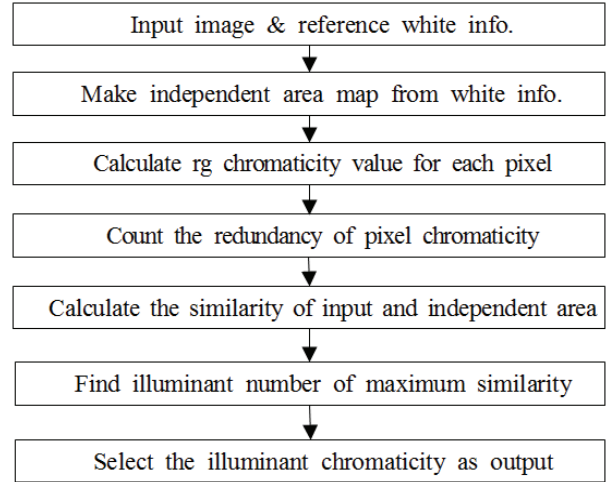 Input image & reference white info.
Make independent area map from white info.
Calculate rg chromaticity value for each pixel
Count the redundancy of pixel chromaticity
Calculate the similarity of input and independent area
Find illuminant number of maximum similarity
Select the illuminant chromaticity as output